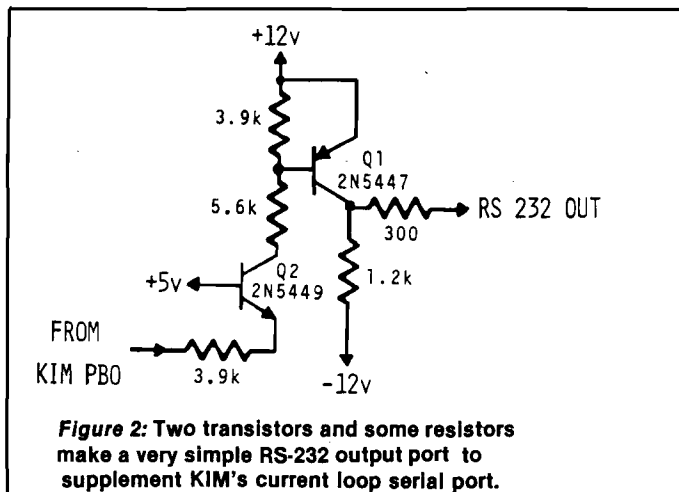 +12v
3.9k
Q1
2N5447
5.6k
RS 232 OUT
300
Q2
+5v
2N5449
1.2k
FROM
KIM PBO
3.9k
-12v
Figure 2: Two transistors and some resistors
make a very simple RS-232 output port to
supplement KIM's current loop serial port.